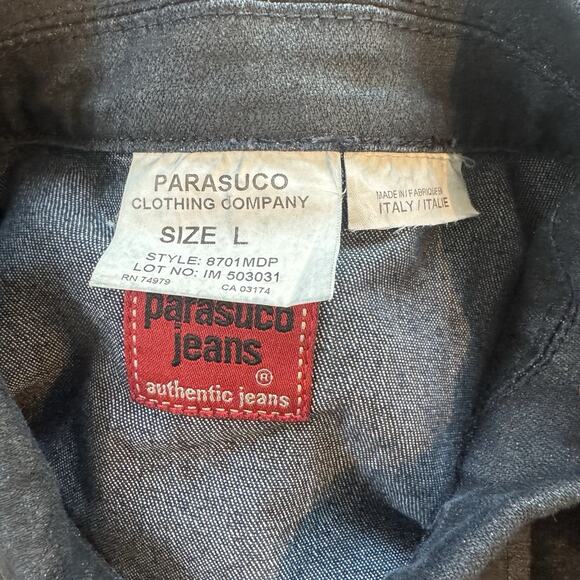 PARASUCO
CLOTHING COMPANY
SIZE L
STYLE: 8701MDP
LOT NO: IM 503031
RN 74979 CA 03174
MADE IN / FABRIQUE EN
ITALY / ITALIE
parasuco
jeans
®
authentic jeans